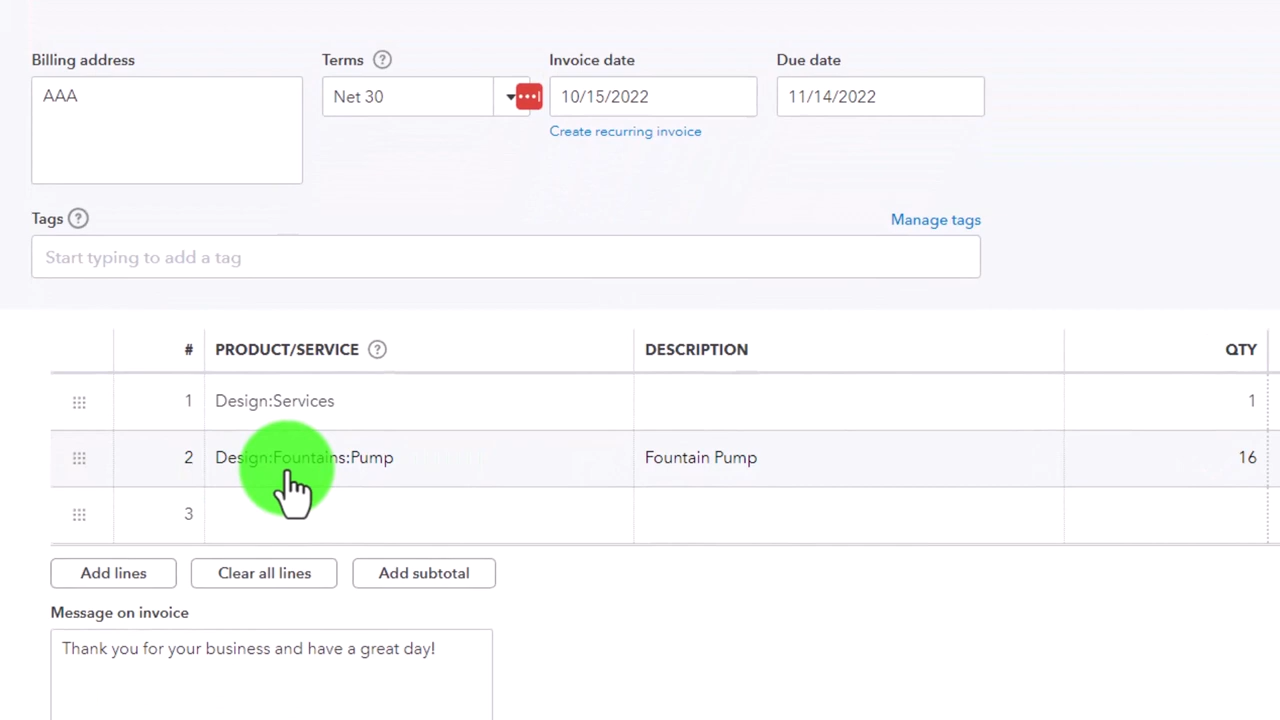 Billing address Terms ? Invoice date Due date
AAA Net 30 10/15/2022 11/14/2022
Create recurring invoice
Tags ? Manage tags
Start typing to add a tag
# PRODUCT/SERVICE ? DESCRIPTION QTY
1 Design:Services 1
2 Design:Fountains:Pump Fountain Pump 16
3
Add lines Clear all lines Add subtotal
Message on invoice
Thank you for your business and have a great day!